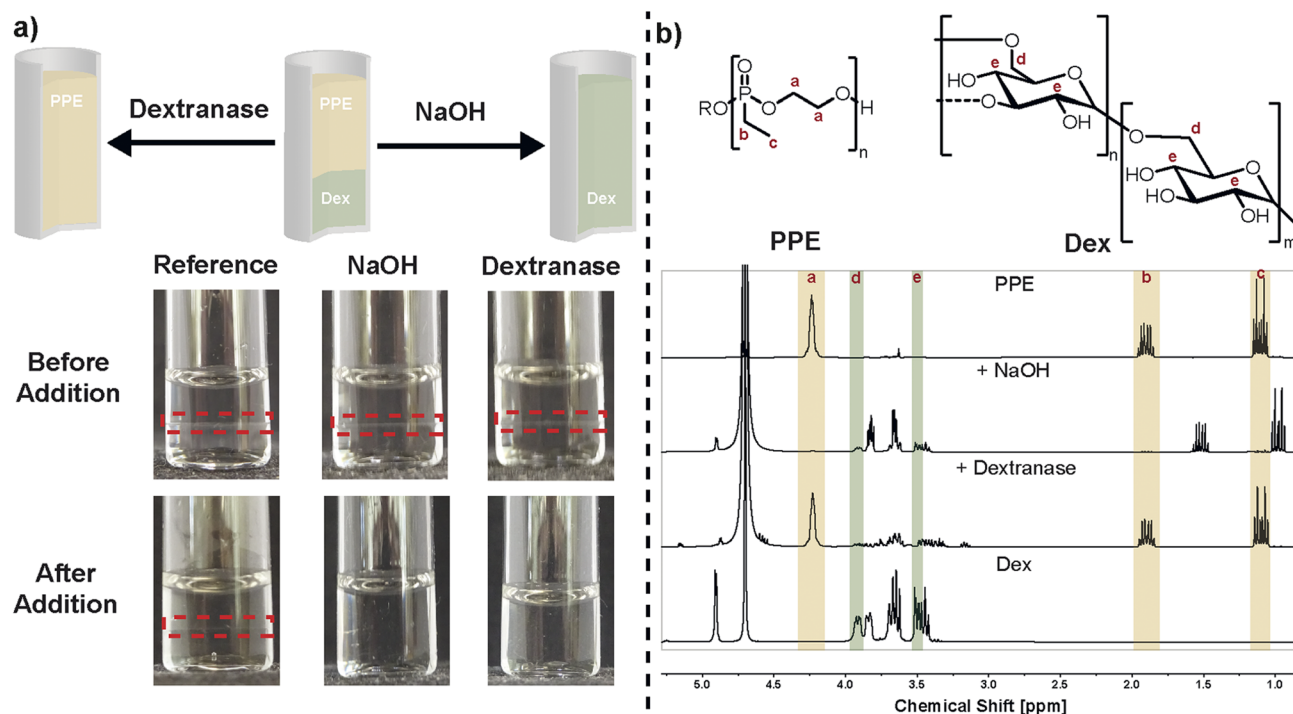 a)
PPE
Dextranase
PPE
Dex
NaOH
Dex
Reference
NaOH
Dextranase
Before
Addition
After
Addition
b)
O
RO
P
O
a
a
O
H
b
c
n
PPE
O
d
e
HO
O
O
e
OH
n
O
d
e
HO
HO
O
e
OH
O
m
Dex
a
d
e
b
c
PPE
+ NaOH
+ Dextranase
Dex
5.0 4.5 4.0 3.5 3.0 2.5 2.0 1.5 1.0
Chemical Shift [ppm]